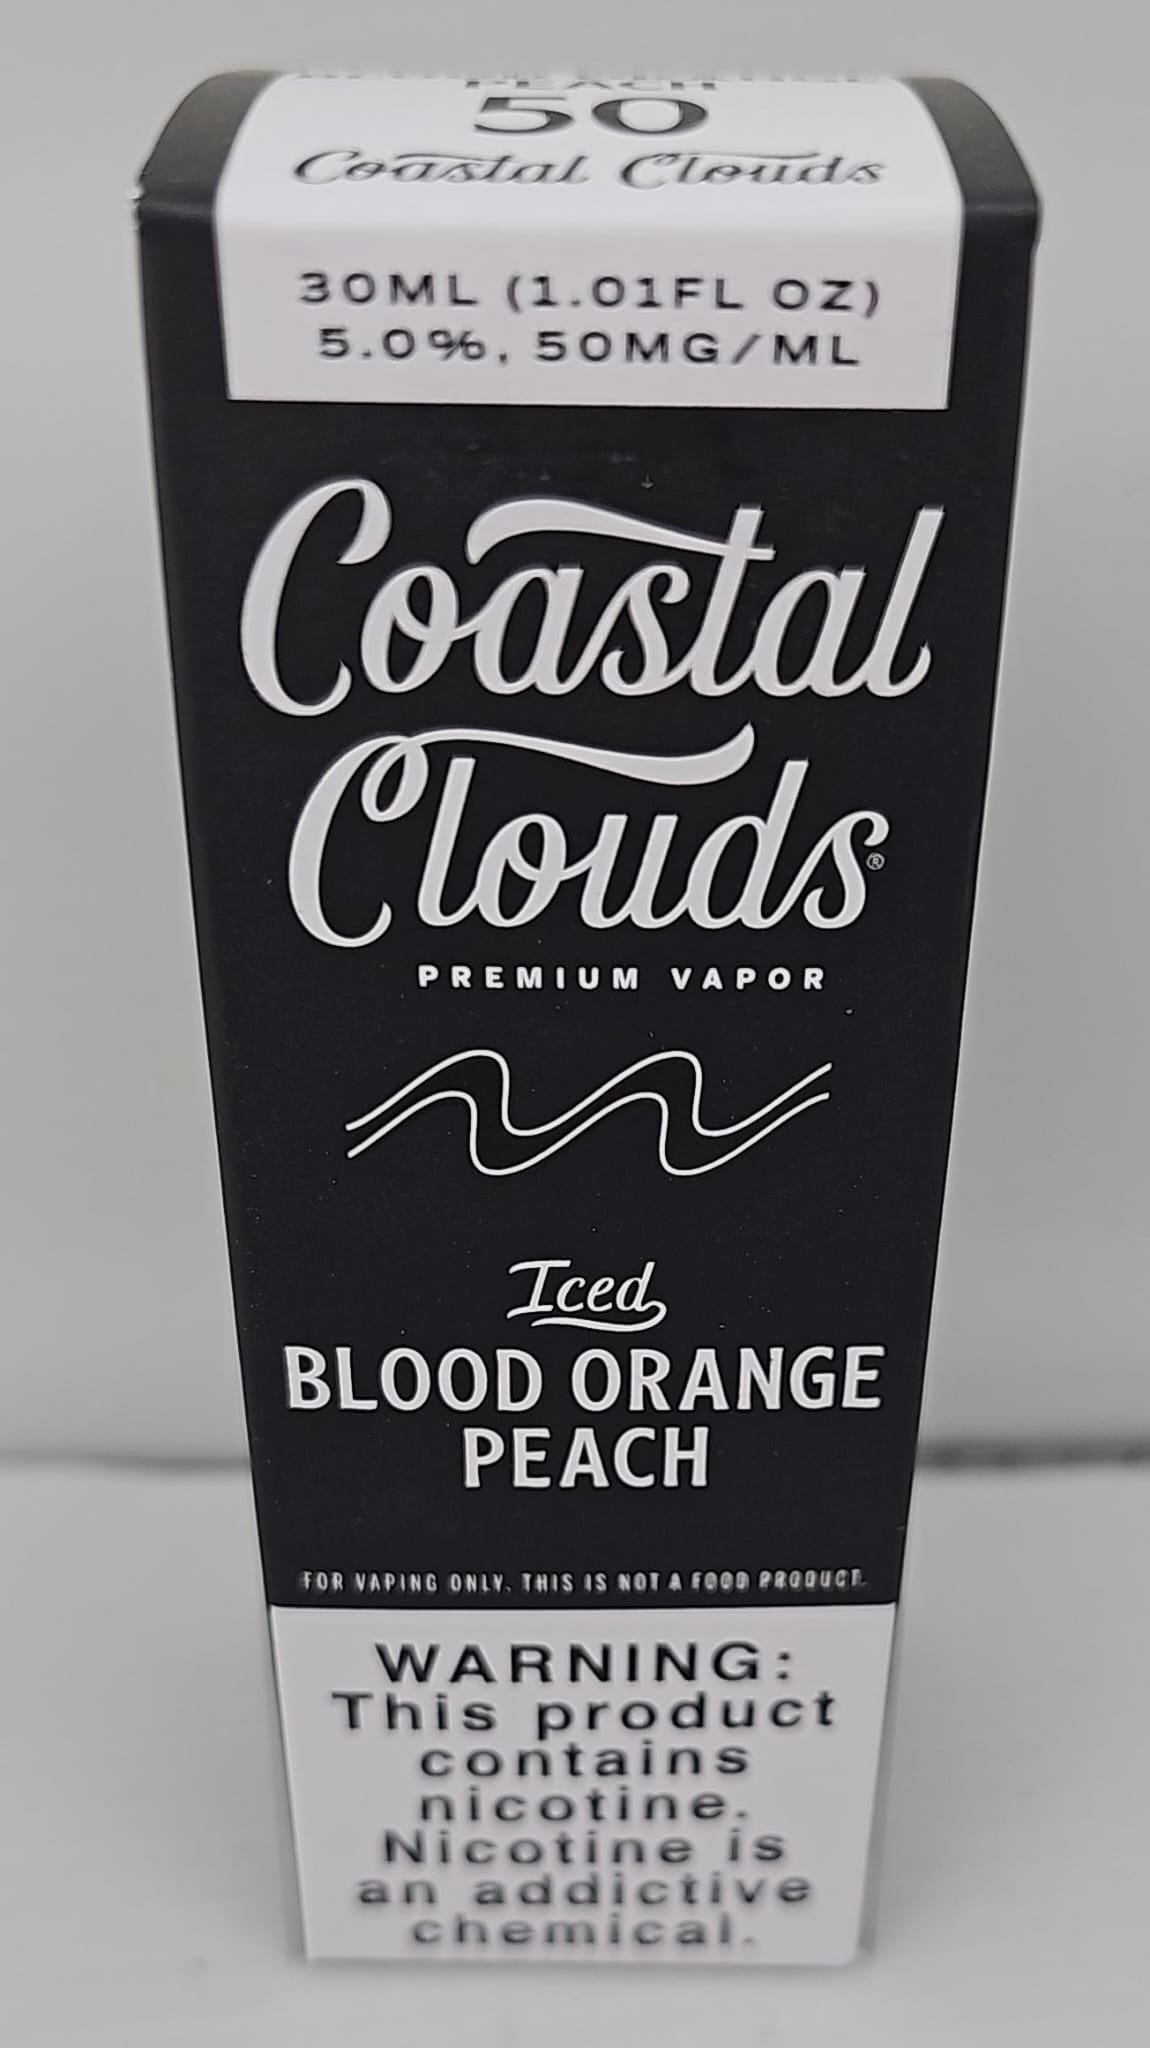 PEACH
50
Coastal Clouds
30ML (1.01FL OZ)
5.0%, 50MG/ML
Coastal
Clouds®
PREMIUM VAPOR
Iced
BLOOD ORANGE
PEACH
FOR VAPING ONLY. THIS IS NOT A FOOD PRODUCT.
WARNING:
This product
contains
nicotine.
Nicotine is
an addictive
chemical.